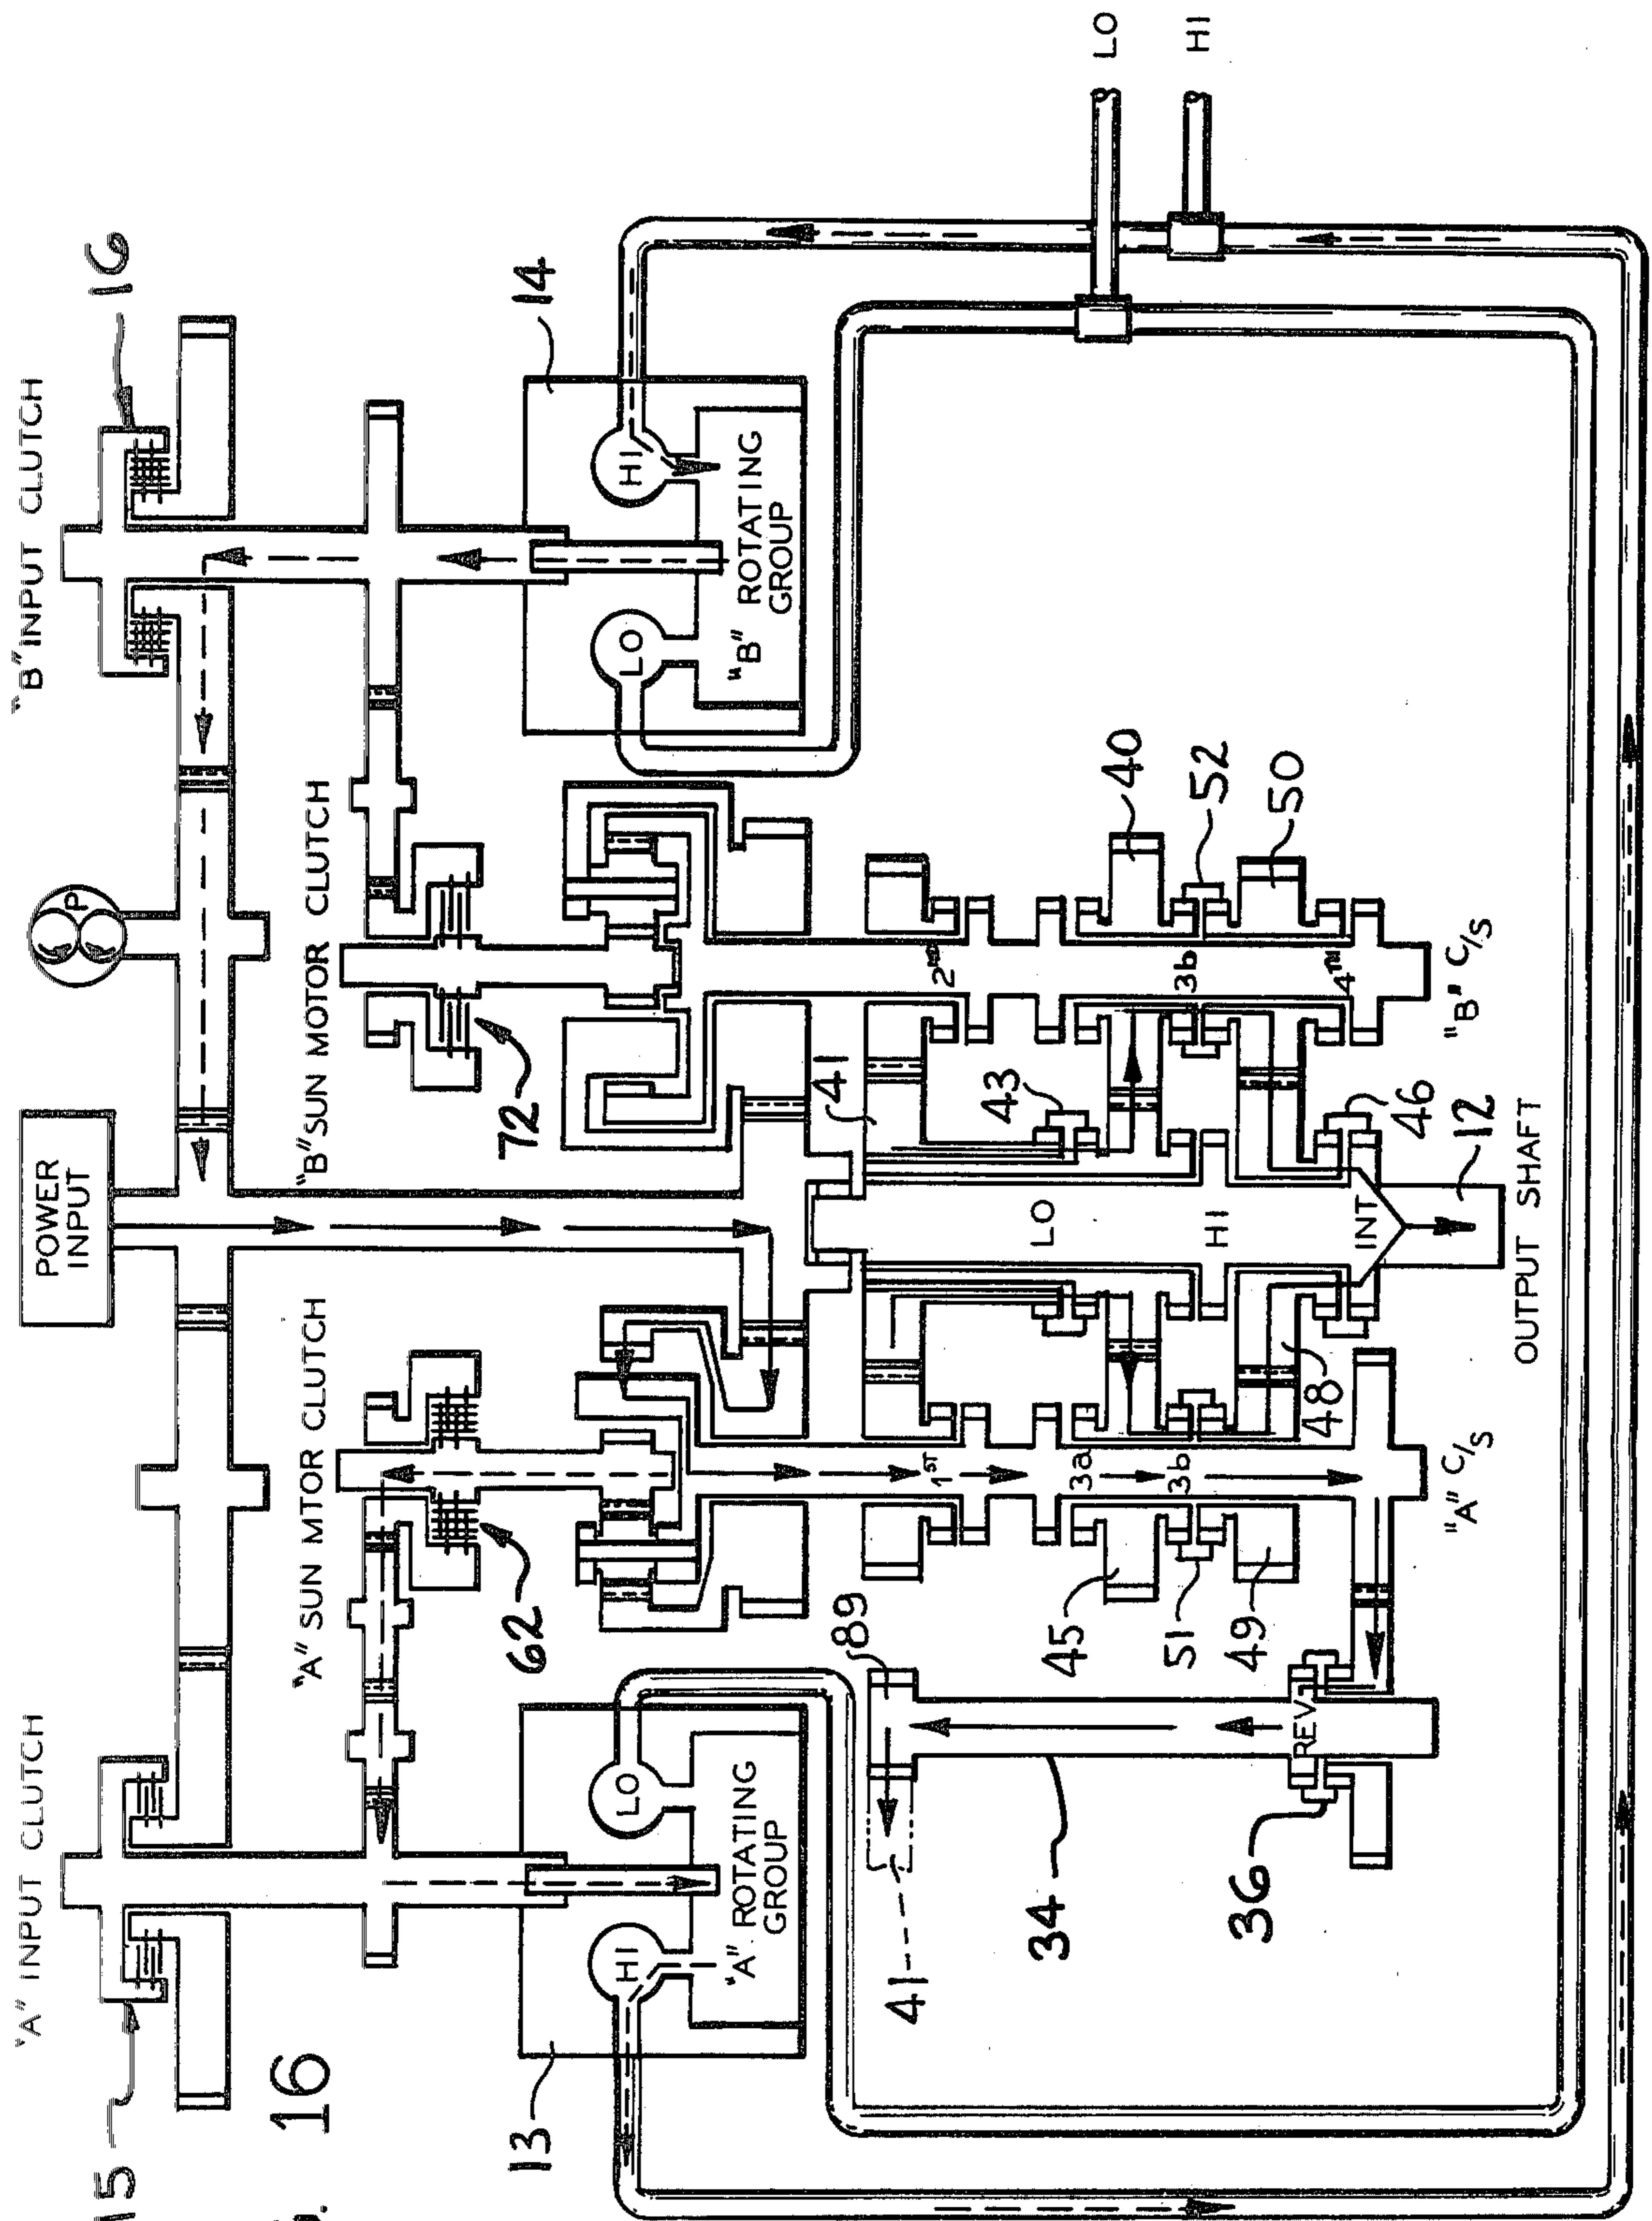 "B" INPUT CLUTCH
16
P
POWER
INPUT
"A" INPUT CLUTCH
15
16
"B" SUN MOTOR CLUTCH
72
"A" SUN MTOR CLUTCH
62
14
HI
LO
"B" ROTATING
GROUP
13
HI
LO
"A" ROTATING
GROUP
LO
HI
41
43
40
52
50
46
12
2ND
3b
4TH
"B" C/S
LO
HI
INT
OUTPUT SHAFT
48
1ST
3a
3b
"A" C/S
45
51
49
89
41
34
36
REV